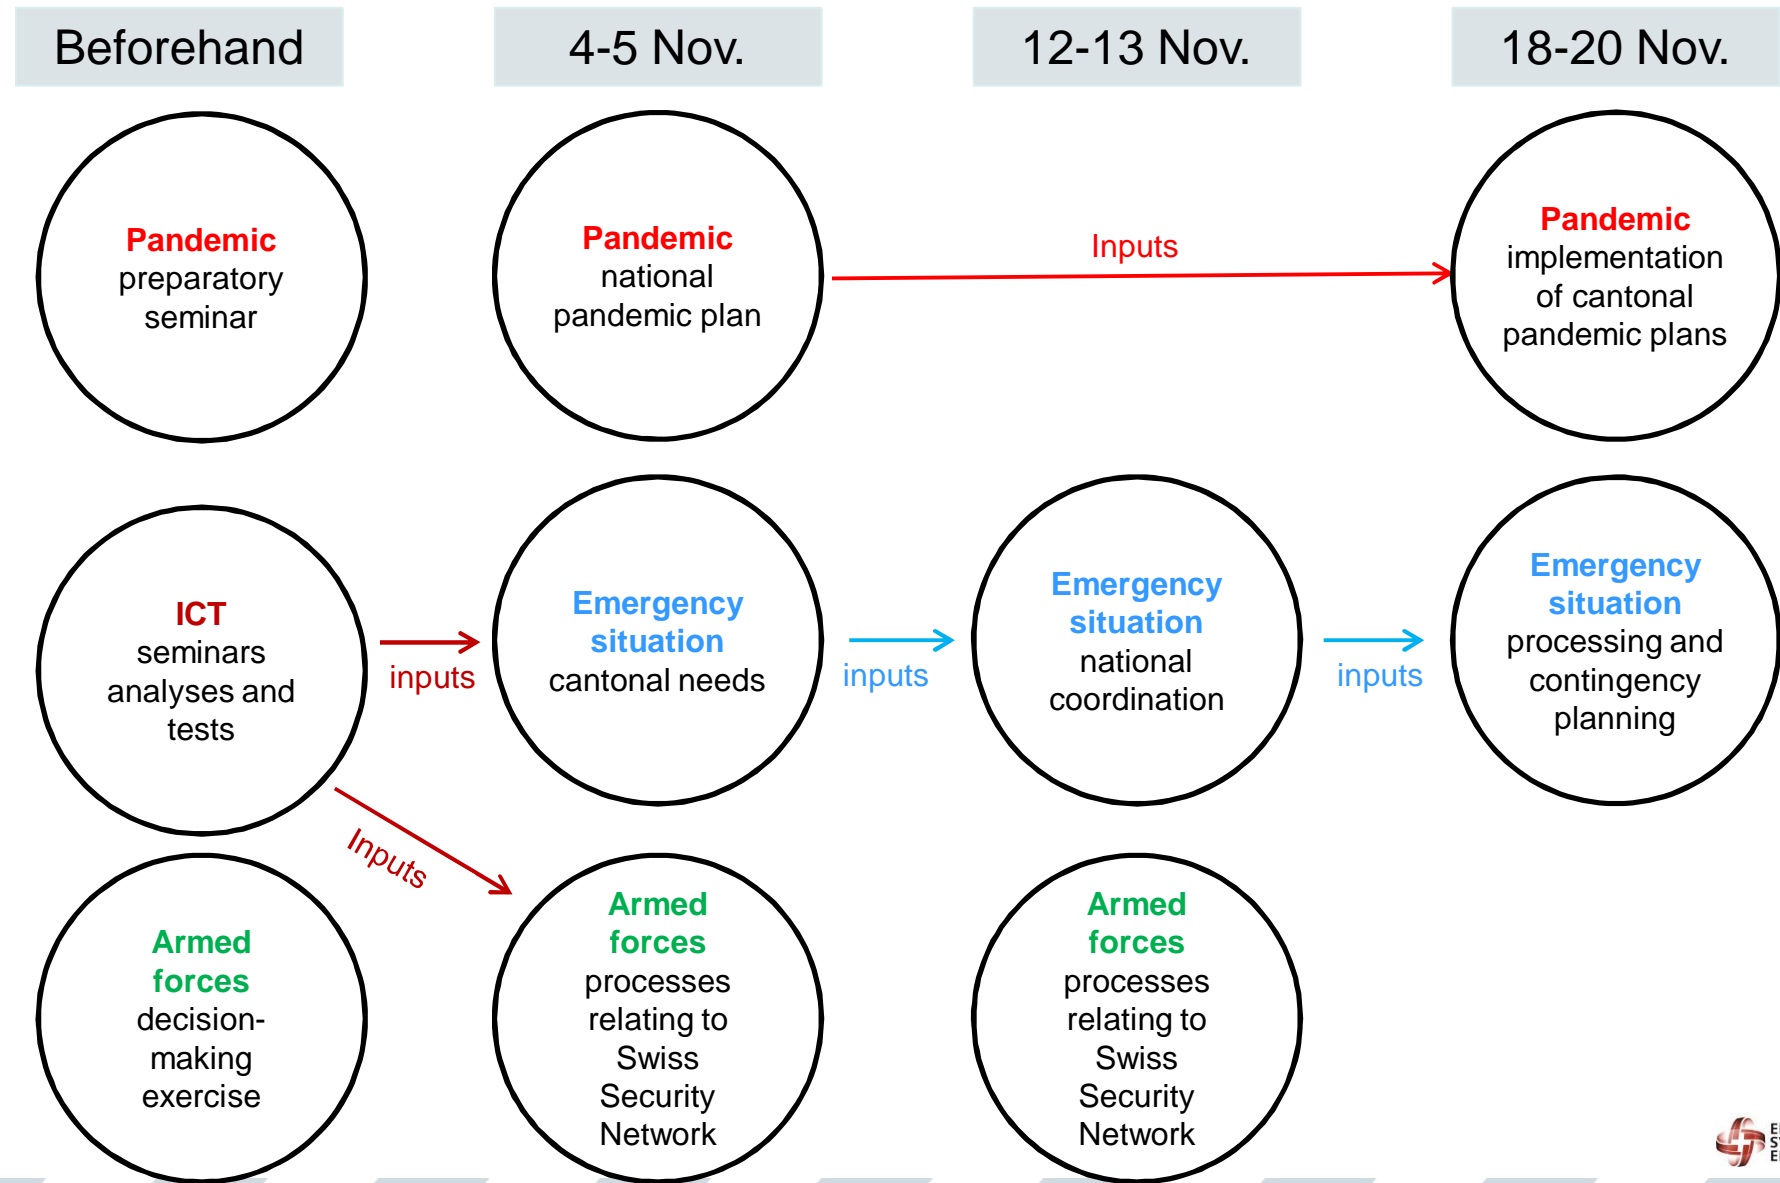 Beforehand
4-5 Nov.
12-13 Nov.
18-20 Nov.
Pandemic
preparatory
seminar
Pandemic
national
pandemic plan
Inputs
Pandemic
implementation
of cantonal
pandemic plans
ICT
seminars
analyses and
tests
inputs
Emergency
situation
cantonal needs
inputs
Emergency
situation
national
coordination
inputs
Emergency
situation
processing and
contingency
planning
Inputs
Armed
forces
decision-
making
exercise
Armed
forces
processes
relating to
Swiss
Security
Network
Armed
forces
processes
relating to
Swiss
Security
Network